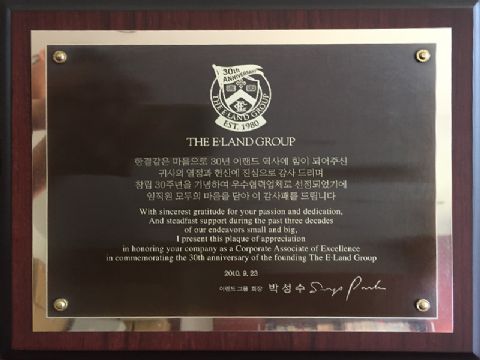 30th
ANNIVERSARY
THE E·LAND GROUP
EST. 1980
THE E·LAND GROUP
한결같은 마음으로 30년 이랜드 역사에 힘이 되어주신
귀사의 열정과 헌신에 진심으로 감사 드리며
창립 30주년을 기념하여 우수협력업체로 선정되었기에
임직원 모두의 마음을 담아 이 감사패를 드립니다
With sincerest gratitude for your passion and dedication,
And steadfast support during the past three decades
of our endeavors small and big,
I present this plaque of appreciation
in honoring your company as a Corporate Associate of Excellence
in commemorating the 30th anniversary of the founding The E·Land Group
2010. 9. 23
이랜드그룹 회장 박성수